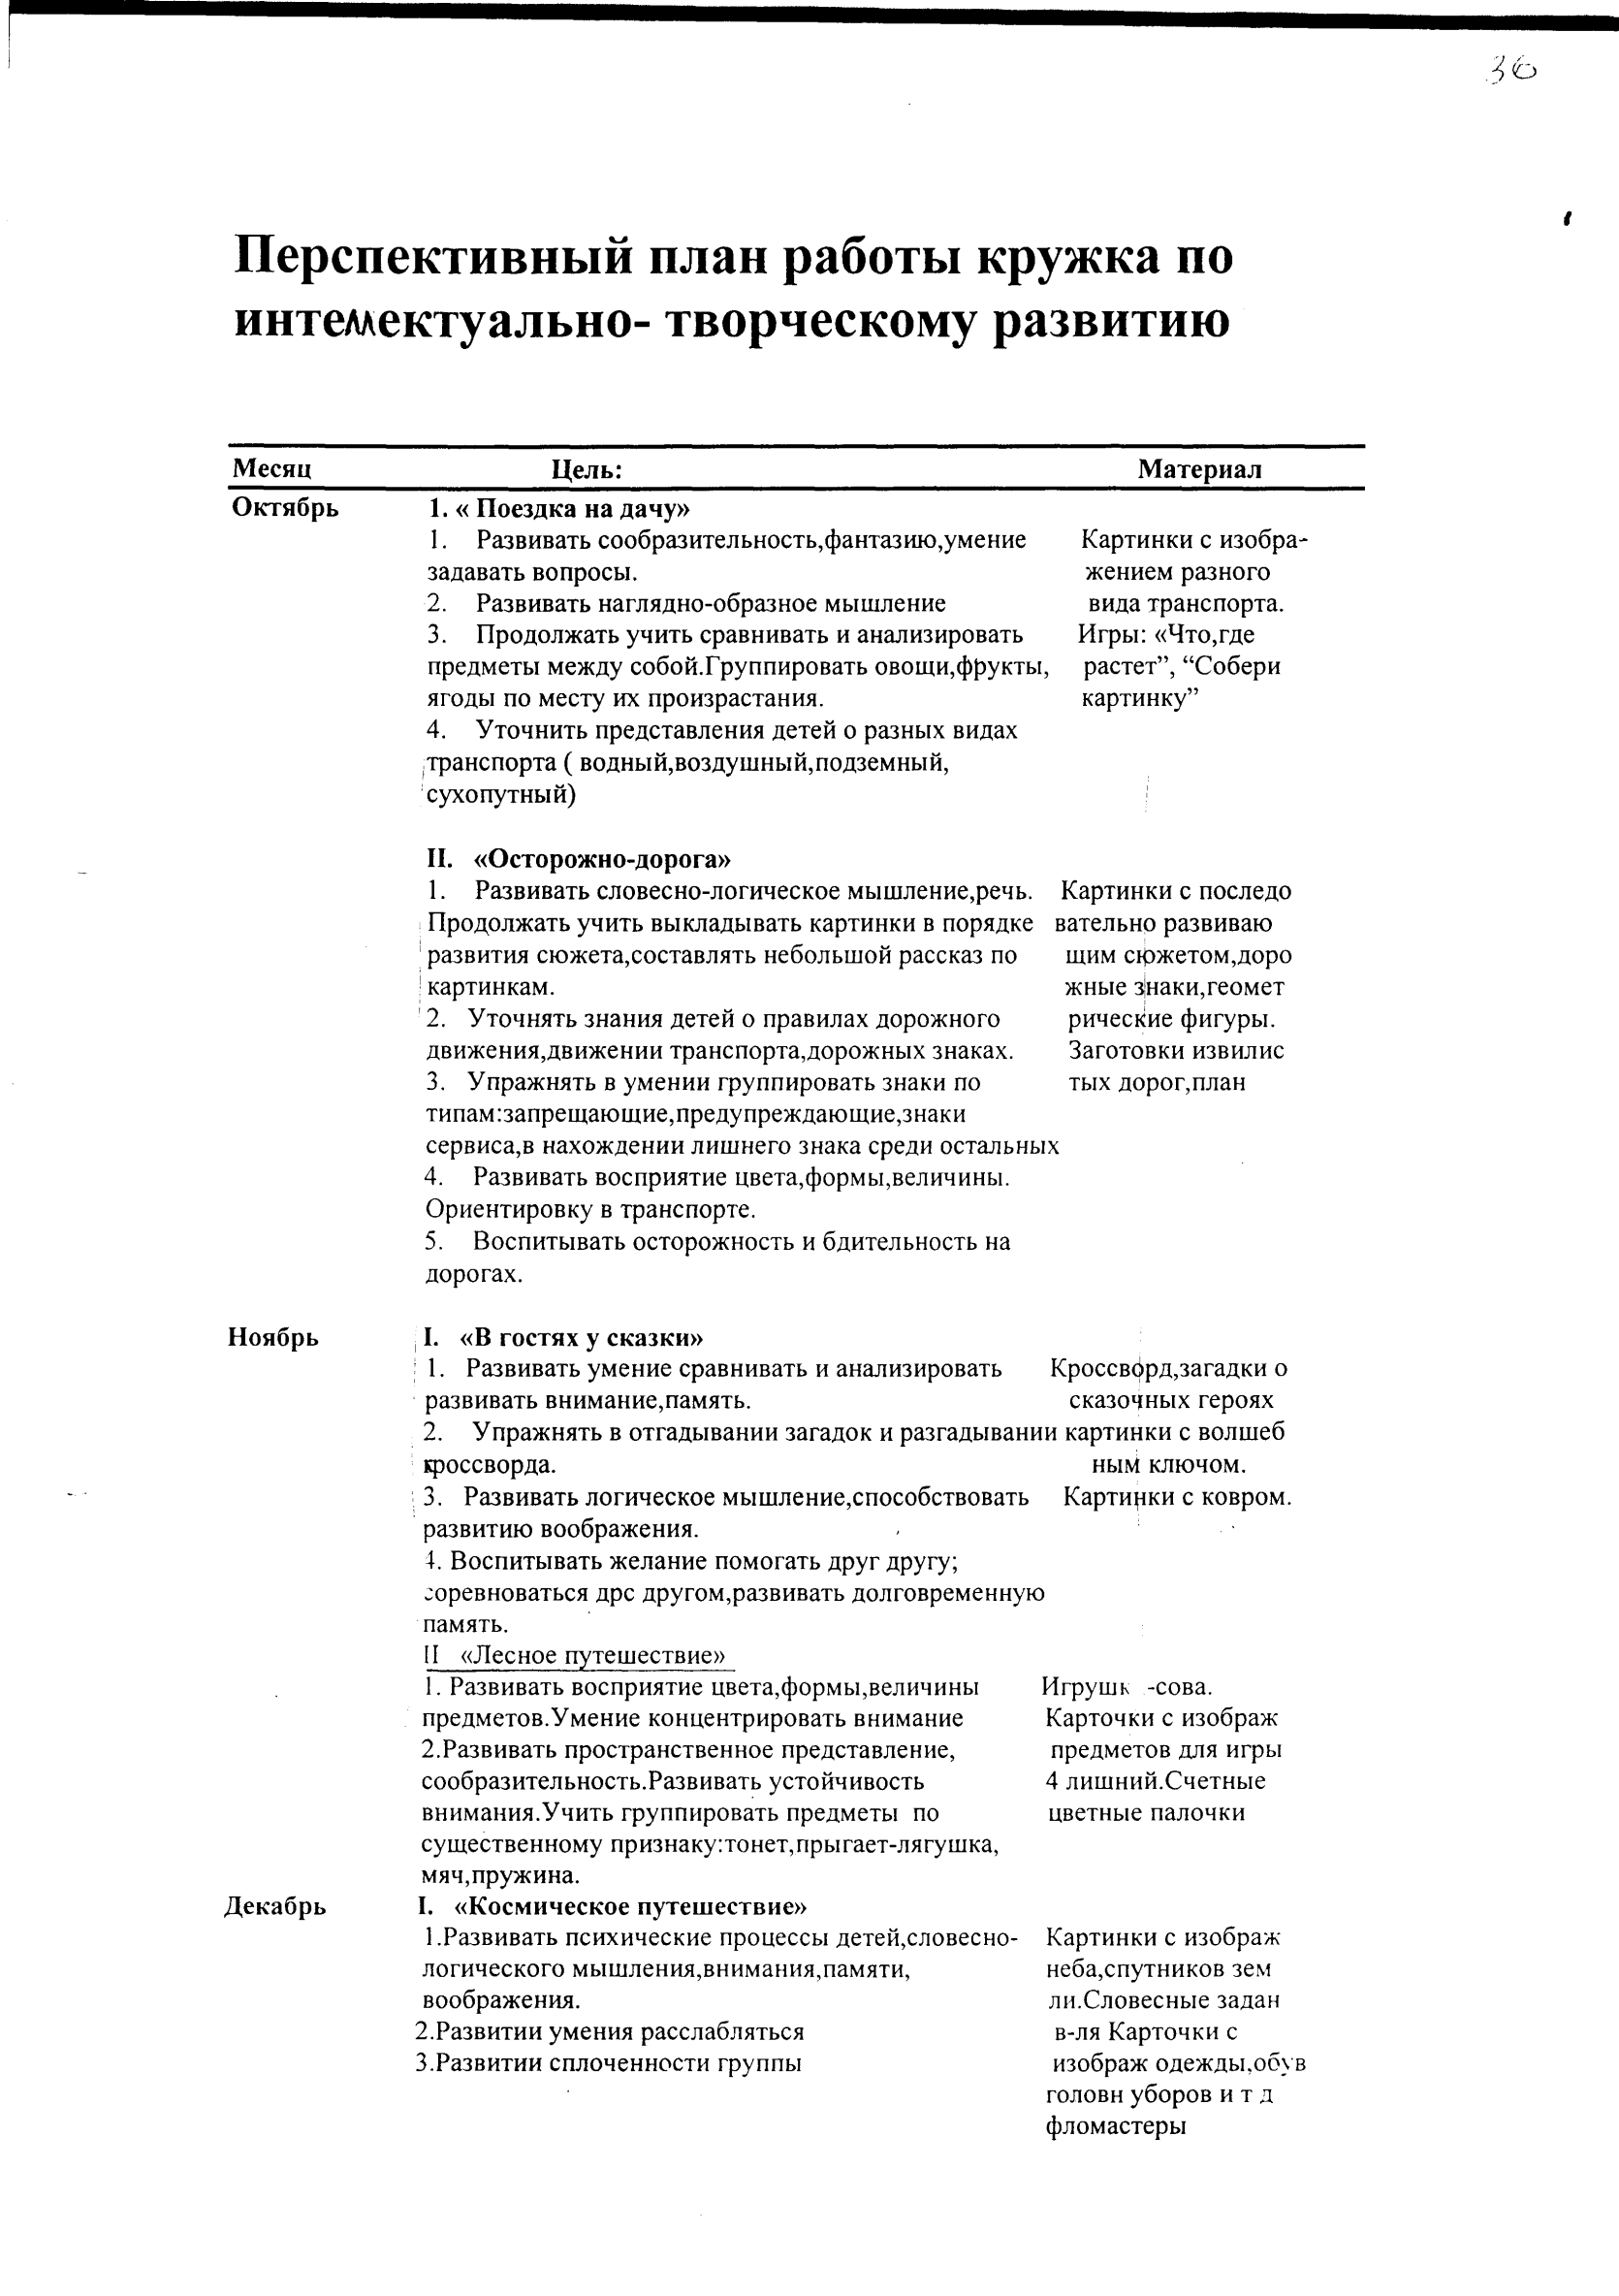 36
Перспективный план работы кружка по
интеллектуально- творческому развитию
Месяц Цель: Материал
Октябрь 1. « Поездка на дачу»
1. Развивать сообразительность,фантазию,умение Картинки с изобра-
задавать вопросы. жением разного
2. Развивать наглядно-образное мышление вида транспорта.
3. Продолжать учить сравнивать и анализировать Игры: «Что,где
предметы между собой.Группировать овощи,фрукты, растет”, “Собери
ягоды по месту их произрастания. картинку”
4. Уточнить представления детей о разных видах
транспорта ( водный,воздушный,подземный,
сухопутный)
II. «Осторожно-дорога»
1. Развивать словесно-логическое мышление,речь. Картинки с последо
Продолжать учить выкладывать картинки в порядке вательно развиваю
развития сюжета,составлять небольшой рассказ по щим сюжетом,доро
картинкам. жные знаки,геомет
2. Уточнять знания детей о правилах дорожного рические фигуры.
движения,движении транспорта,дорожных знаках. Заготовки извилис
3. Упражнять в умении группировать знаки по тых дорог,план
типам:запрещающие,предупреждающие,знаки
сервиса,в нахождении лишнего знака среди остальных
4. Развивать восприятие цвета,формы,величины.
Ориентировку в транспорте.
5. Воспитывать осторожность и бдительность на
дорогах.
Ноябрь I. «В гостях у сказки»
1. Развивать умение сравнивать и анализировать Кроссворд,загадки о
развивать внимание,память. сказочных героях
2. Упражнять в отгадывании загадок и разгадывании картинки с волшеб
кроссворда. ным ключом.
3. Развивать логическое мышление,способствовать Картинки с ковром.
развитию воображения.
4. Воспитывать желание помогать друг другу;
соревноваться дрс другом,развивать долговременную
память.
II «Лесное путешествие»
1. Развивать восприятие цвета,формы,величины Игрушк -сова.
предметов.Умение концентрировать внимание Карточки с изображ
2.Развивать пространственное представление, предметов для игры
сообразительность.Развивать устойчивость 4 лишний.Счетные
внимания.Учить группировать предметы по цветные палочки
существенному признаку:тонет,прыгает-лягушка,
мяч,пружина.
Декабрь I. «Космическое путешествие»
1.Развивать психические процессы детей,словесно- Картинки с изображ
логического мышления,внимания,памяти, неба,спутников зем
воображения. ли.Словесные задан
2.Развитии умения расслабляться в-ля Карточки с
3.Развитии сплоченности группы изображ одежды,обув
головн уборов и т д
фломастеры